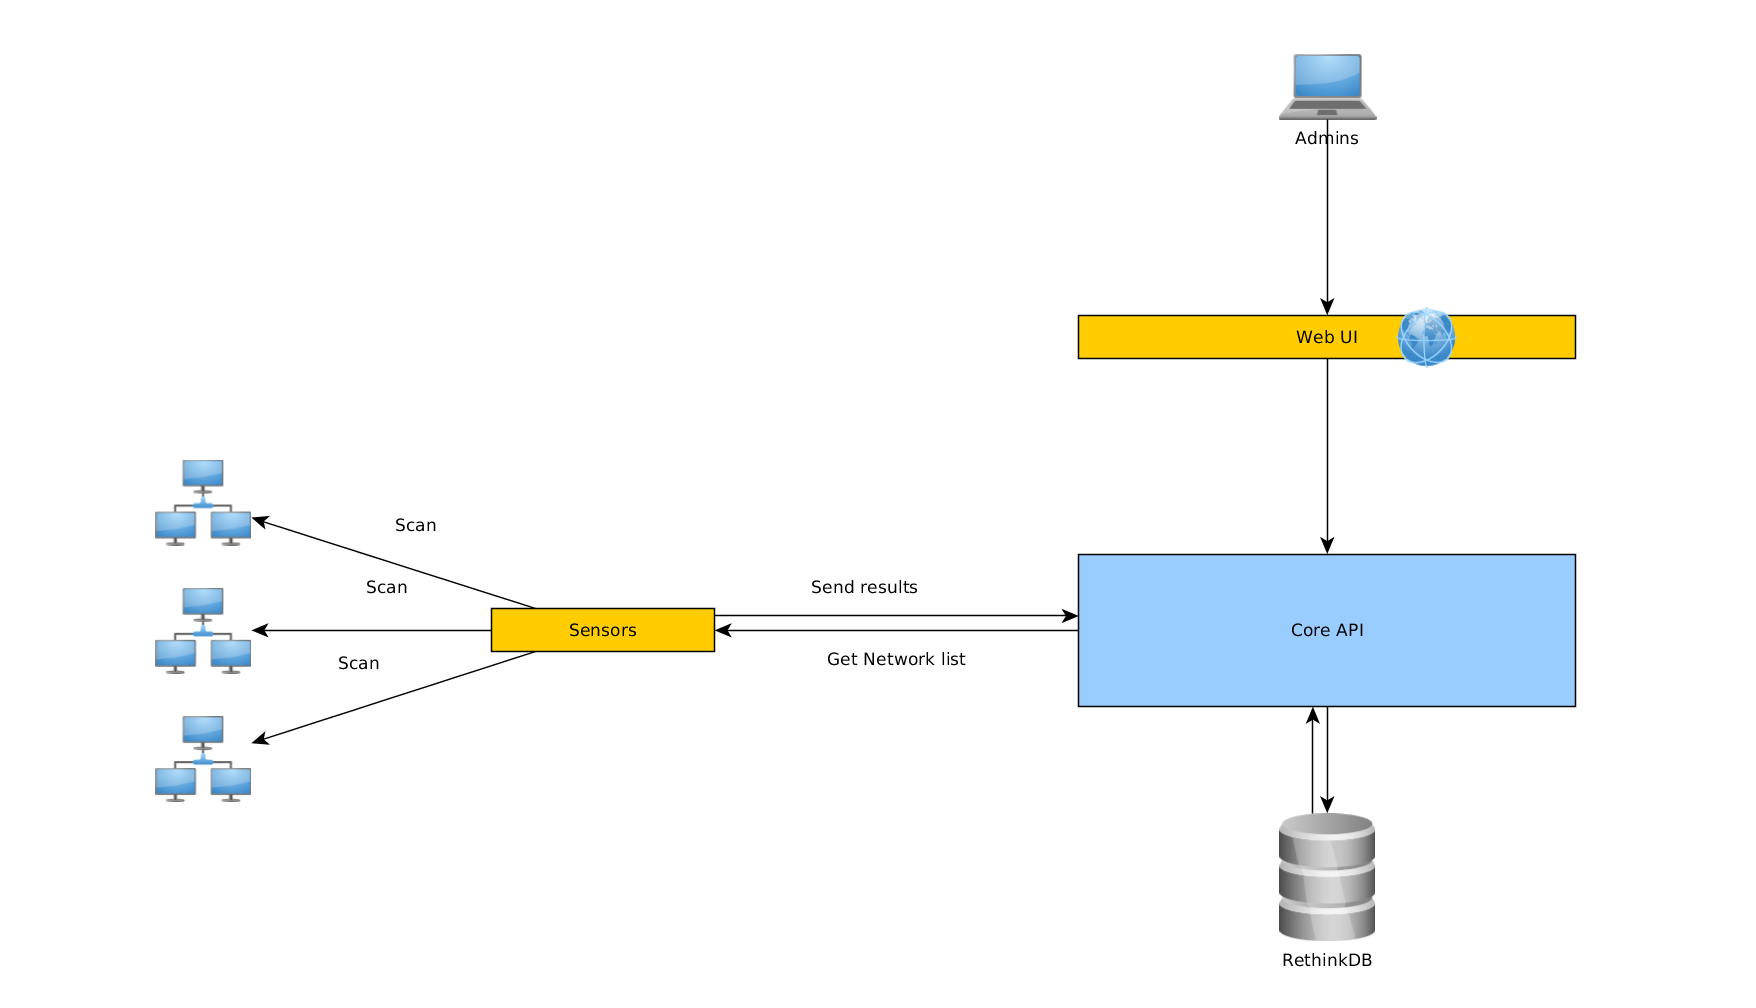 Admins
Web UI
Scan
Scan
Send results
Sensors
Core API
Scan
Get Network list
RethinkDB